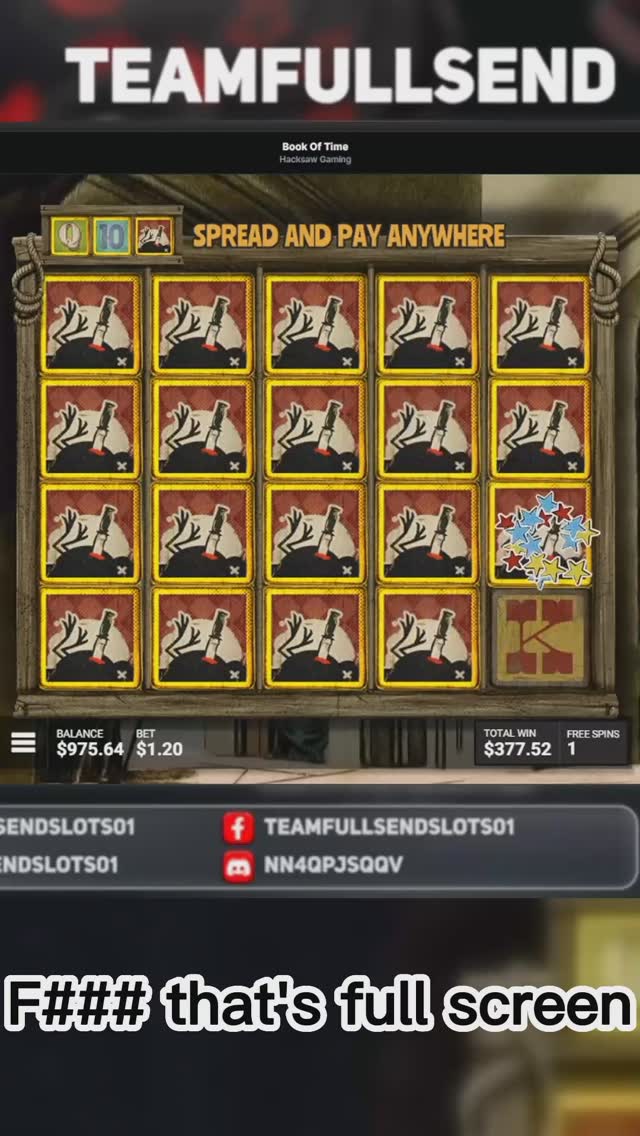 TEAMFULLSEND
Book Of Time
Hacksaw Gaming
Q 10
SPREAD AND PAY ANYWHERE
K
BALANCE BET TOTAL WIN FREE SPINS
$975.64 $1.20 $377.52 1
SENDSLOTS01 TEAMFULLSENDSLOTS01
ENDSLOTS01 NN4QPJSQQV
F### that's full screen